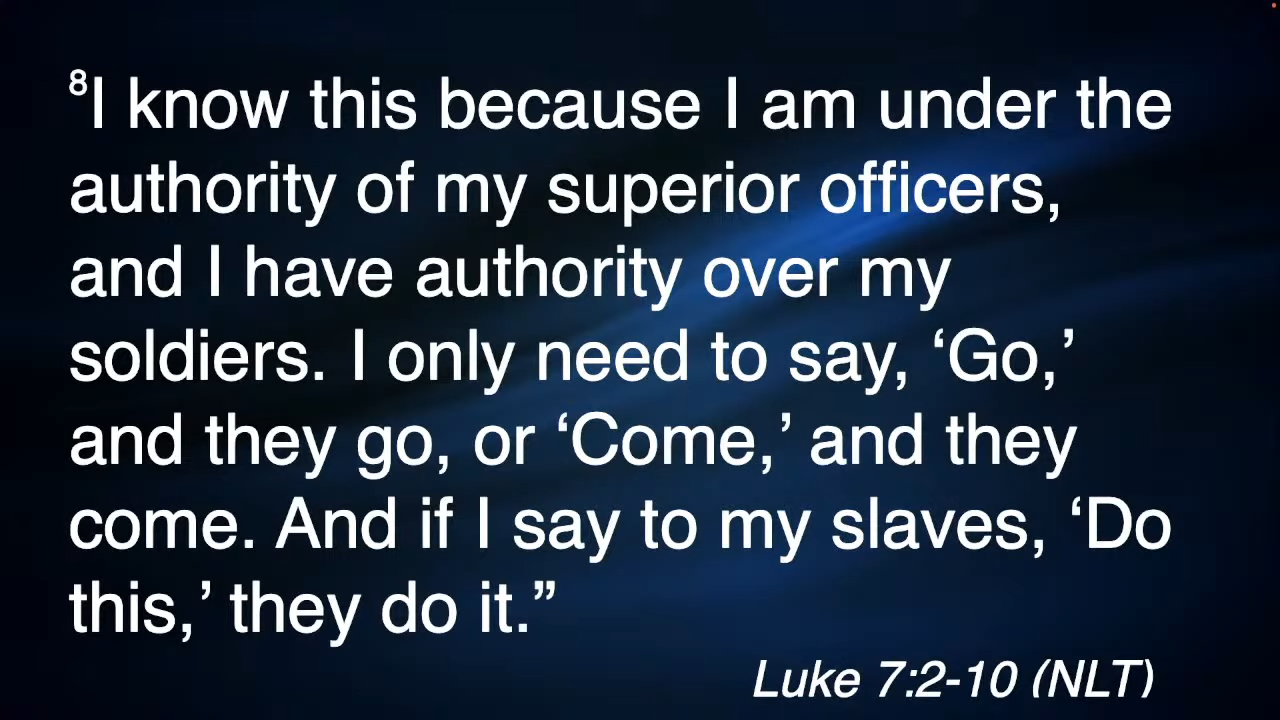 ⁸I know this because I am under the
authority of my superior officers,
and I have authority over my
soldiers. I only need to say, ‘Go,’
and they go, or ‘Come,’ and they
come. And if I say to my slaves, ‘Do
this,’ they do it.”
Luke 7:2-10 (NLT)